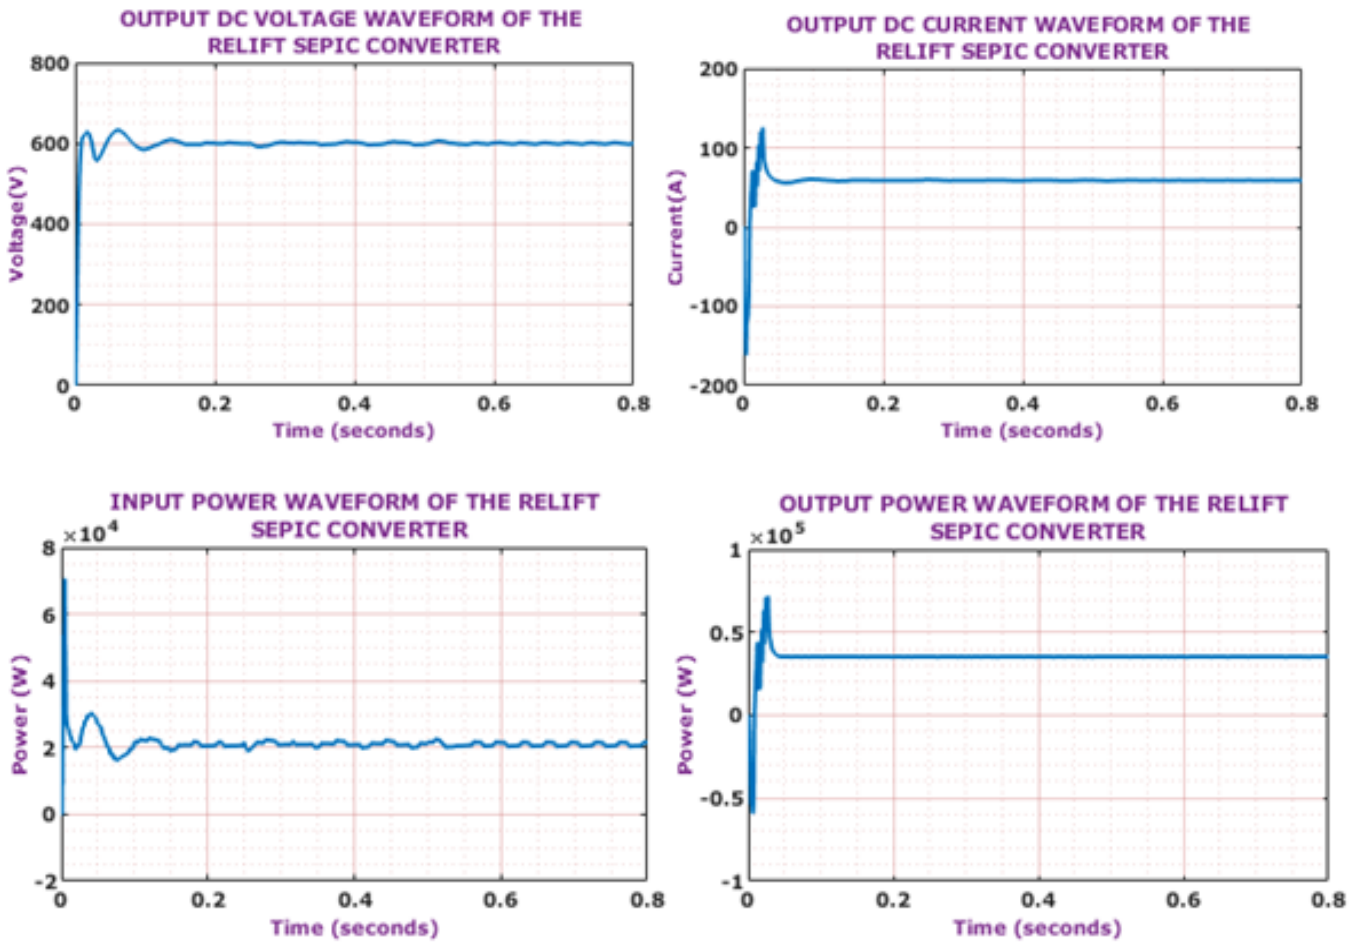 OUTPUT DC VOLTAGE WAVEFORM OF THE
RELIFT SEPIC CONVERTER
800
600
400
200
0
Voltage(V)
0 0.2 0.4 0.6 0.8
Time (seconds)
OUTPUT DC CURRENT WAVEFORM OF THE
RELIFT SEPIC CONVERTER
200
100
0
-100
-200
Current(A)
0 0.2 0.4 0.6 0.8
Time (seconds)
INPUT POWER WAVEFORM OF THE RELIFT
SEPIC CONVERTER
×10⁴
8
6
4
2
0
-2
Power (W)
0 0.2 0.4 0.6 0.8
Time (seconds)
OUTPUT POWER WAVEFORM OF THE RELIFT
SEPIC CONVERTER
×10⁵
1
0.5
0
-0.5
-1
Power (W)
0 0.2 0.4 0.6 0.8
Time (seconds)